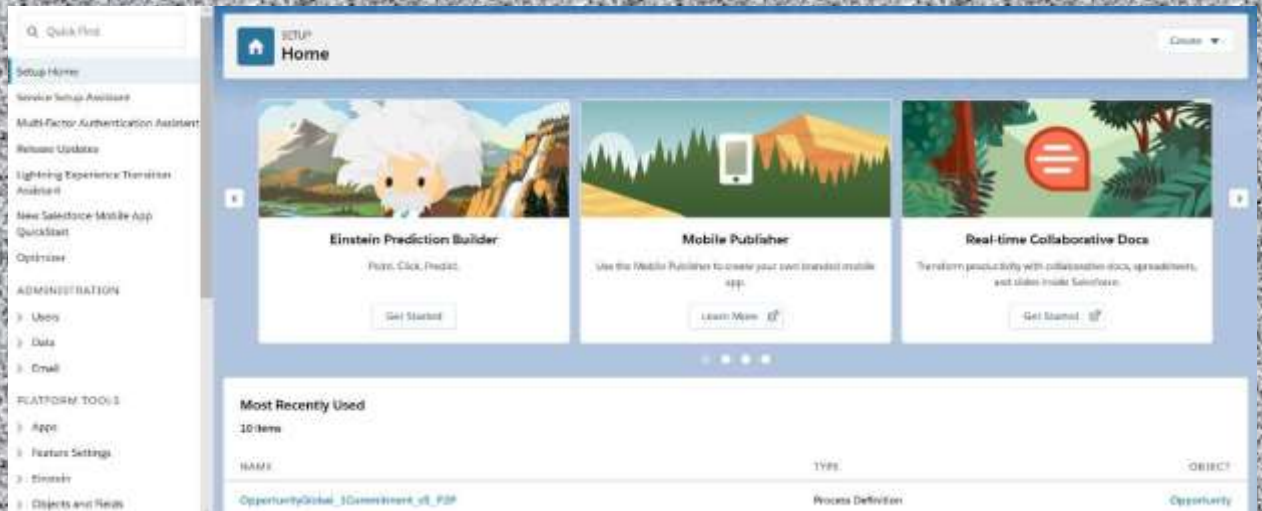 Quick Find
Setup Home
Service Setup Assistant
Multi-Factor Authentication Assistant
Release Updates
Lightning Experience Transition
Assistant
New Salesforce Mobile App
QuickStart
Optimizer
ADMINISTRATION
Users
Data
Email
PLATFORM TOOLS
Apps
Feature Settings
Einstein
Objects and Fields
SETUP
Home
Create
Einstein Prediction Builder
Point. Click. Predict.
Get Started
Mobile Publisher
Use the Mobile Publisher to create your own branded mobile
app.
Learn More
Real-time Collaborative Docs
Transform productivity with collaborative docs, spreadsheets,
and slides inside Salesforce.
Get Started
Most Recently Used
10 items
NAME TYPE OBJECT
Process Definition Opportunity